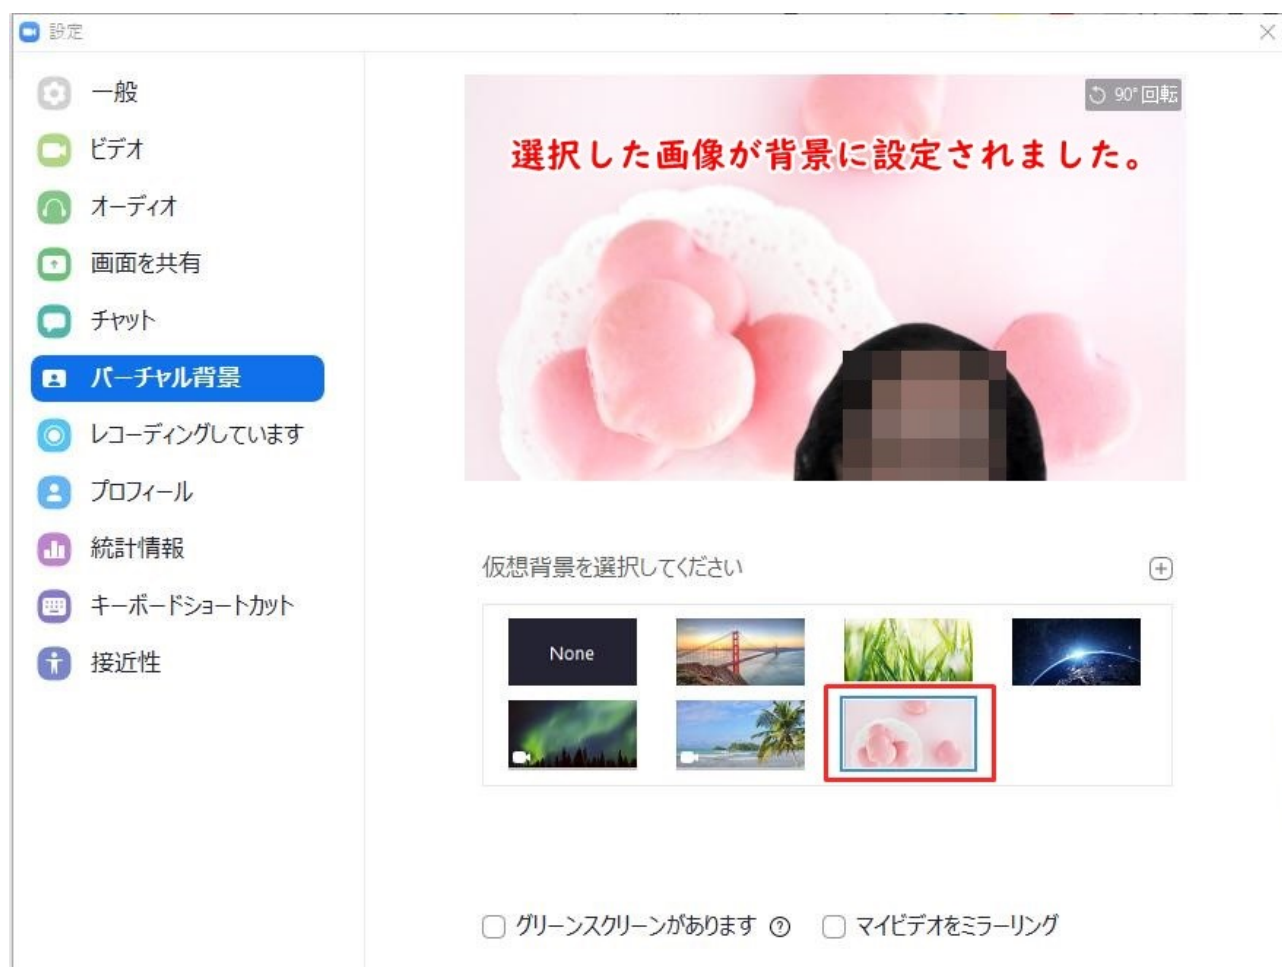 設定
一般
ビデオ
オーディオ
画面を共有
チャット
バーチャル背景
レコーディングしています
プロフィール
統計情報
キーボードショートカット
接近性
90°回転
選択した画像が背景に設定されました。
仮想背景を選択してください
None
グリーンスクリーンがあります
マイビデオをミラーリング